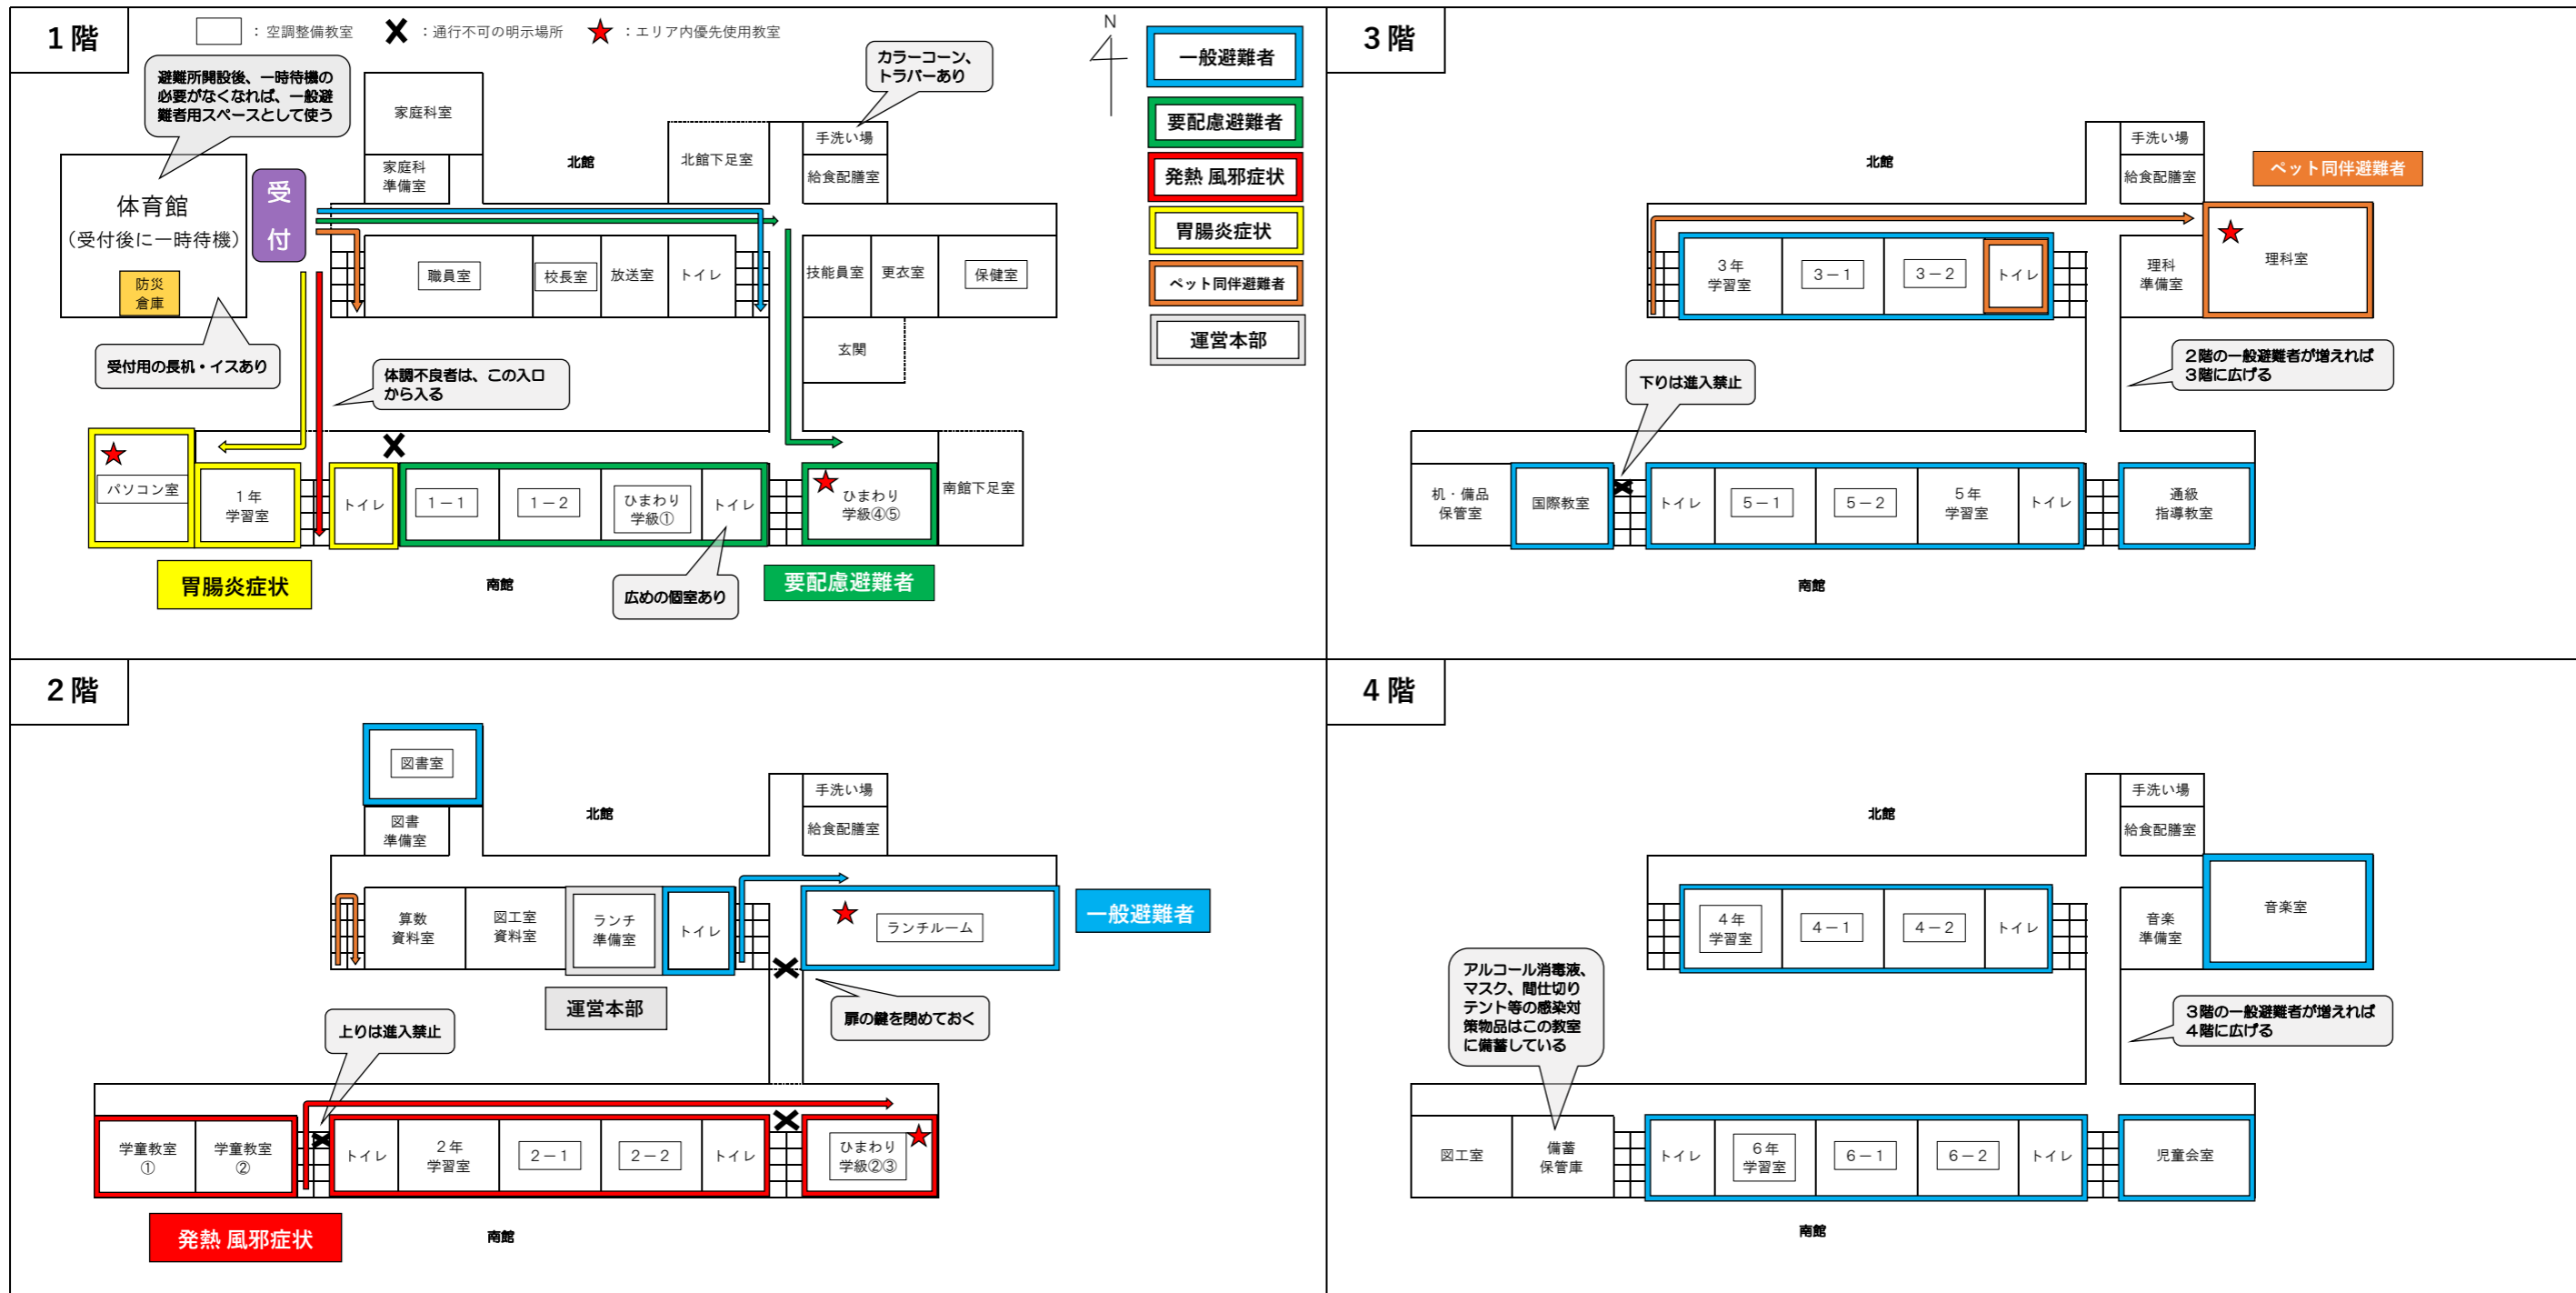 1階
：空調整備教室
：通行不可の明示場所
：エリア内優先使用教室
避難所開設後、一時待機の
必要がなくなれば、一般避
難者用スペースとして使う
カラーコーン、
トラバーあり
N
一般避難者
要配慮避難者
発熱 風邪症状
胃腸炎症状
ペット同伴避難者
運営本部
家庭科室
家庭科
準備室
北館
北館下足室
手洗い場
給食配膳室
体育館
（受付後に一時待機）
防災
倉庫
受
付
職員室
校長室
放送室
トイレ
技能員室
更衣室
保健室
玄関
受付用の長机・イスあり
体調不良者は、この入口
から入る
パソコン室
1年
学習室
トイレ
1－1
1－2
ひまわり
学級①
トイレ
ひまわり
学級④⑤
南館下足室
胃腸炎症状
南館
広めの個室あり
要配慮避難者
3階
北館
手洗い場
給食配膳室
ペット同伴避難者
3年
学習室
3－1
3－2
トイレ
理科
準備室
理科室
2階の一般避難者が増えれば
3階に広げる
下りは進入禁止
机・備品
保管室
国際教室
トイレ
5－1
5－2
5年
学習室
トイレ
通級
指導教室
南館
2階
図書室
図書
準備室
北館
手洗い場
給食配膳室
算数
資料室
図工室
資料室
ランチ
準備室
トイレ
ランチルーム
一般避難者
運営本部
扉の鍵を閉めておく
上りは進入禁止
学童教室
①
学童教室
②
トイレ
2年
学習室
2－1
2－2
トイレ
ひまわり
学級②③
発熱 風邪症状
南館
4階
北館
手洗い場
給食配膳室
4年
学習室
4－1
4－2
トイレ
音楽
準備室
音楽室
アルコール消毒液、
マスク、間仕切り
テント等の感染対
策物品はこの教室
に備蓄している
3階の一般避難者が増えれば
4階に広げる
図工室
備蓄
保管庫
トイレ
6年
学習室
6－1
6－2
トイレ
児童会室
南館